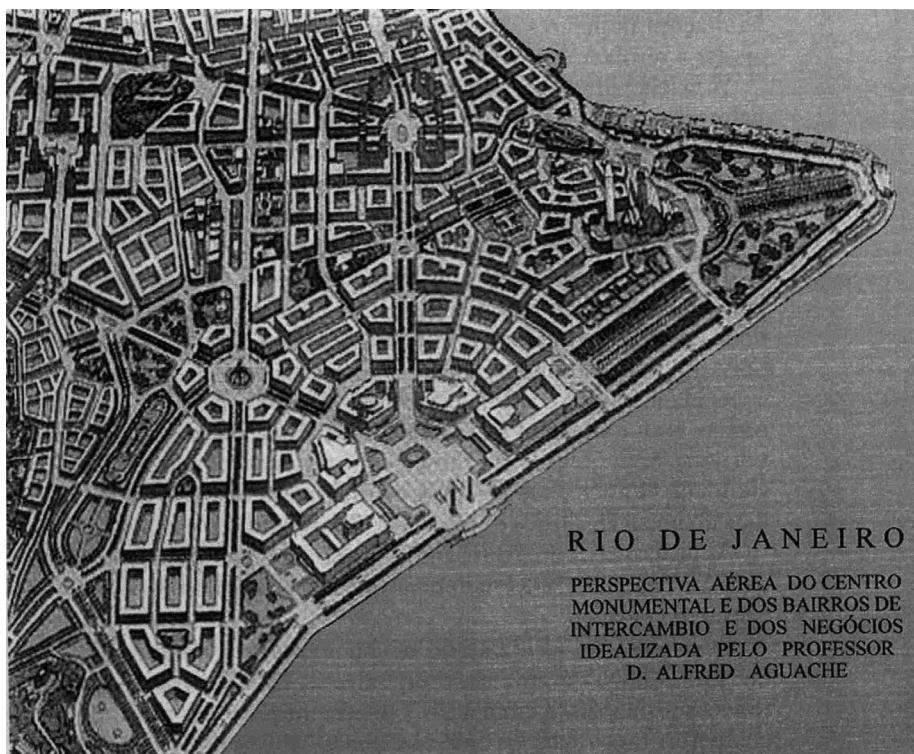 RIO DE JANEIRO
PERSPECTIVA AÉREA DO CENTRO
MONUMENTAL E DOS BAIRROS DE
INTERCAMBIO E DOS NEGÓCIOS
IDEALIZADA PELO PROFESSOR
D. ALFRED AGUACHE